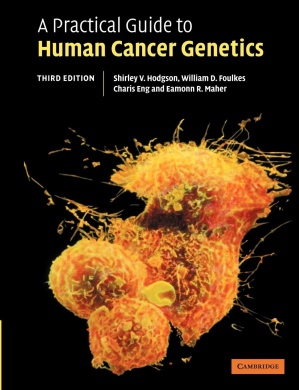 A Practical Guide to
Human Cancer Genetics
THIRD EDITION
Shirley V. Hodgson, William D. Foulkes
Charis Eng and Eamonn R. Maher
CAMBRIDGE